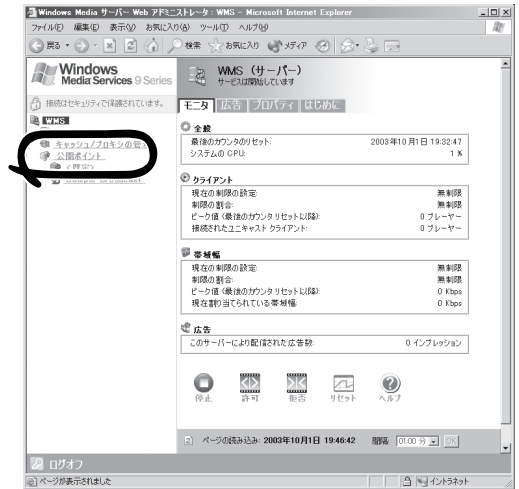 Windows Media サーバー Web アドミニストレータ : WMS - Microsoft Internet Explorer
ファイル(F) 編集(E) 表示(V) お気に入り(A) ツール(T) ヘルプ(H)
戻る 検索 お気に入り メディア
Windows
Media Services 9 Series
接続はセキュリティで保護されています。
WMS
キャッシュ/プロキシの管
公開ポイント
<既定>
WMS (サーバー)
サービスは開始しています
モニタ 広告 プロパティ はじめに
全般
最後のカウンタのリセット: 2003年10月1日 19:32:47
システムの CPU: 1 %
クライアント
現在の制限の設定: 無制限
制限の割合: 無制限
ピーク値 (最後のカウンタ リセット以降): 0 プレーヤー
接続されたユニキャスト クライアント: 0 プレーヤー
帯域幅
現在の制限の設定: 無制限
制限の割合: 無制限
ピーク値 (最後のカウンタ リセット以降): 0 Kbps
現在割り当てられている帯域幅: 0 Kbps
広告
このサーバーにより配信された広告数: 0 インプレッション
停止 許可 拒否 リセット ヘルプ
ページの読み込み: 2003年10月1日 19:46:42 間隔: 01:00 分 OK
ログオフ
ページが表示されました イントラネット